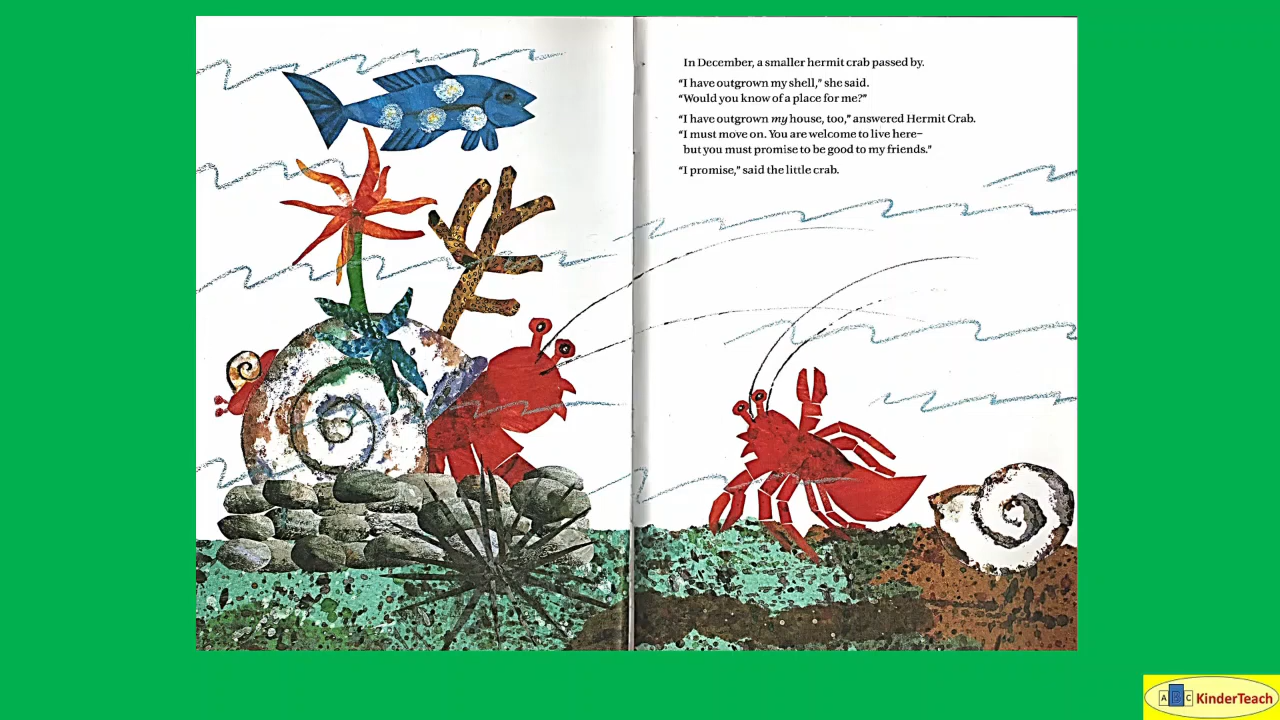 In December, a smaller hermit crab passed by.
"I have outgrown my shell," she said.
"Would you know of a place for me?"
"I have outgrown my house, too," answered Hermit Crab.
"I must move on. You are welcome to live here—
but you must promise to be good to my friends."
"I promise," said the little crab.
A B C KinderTeach